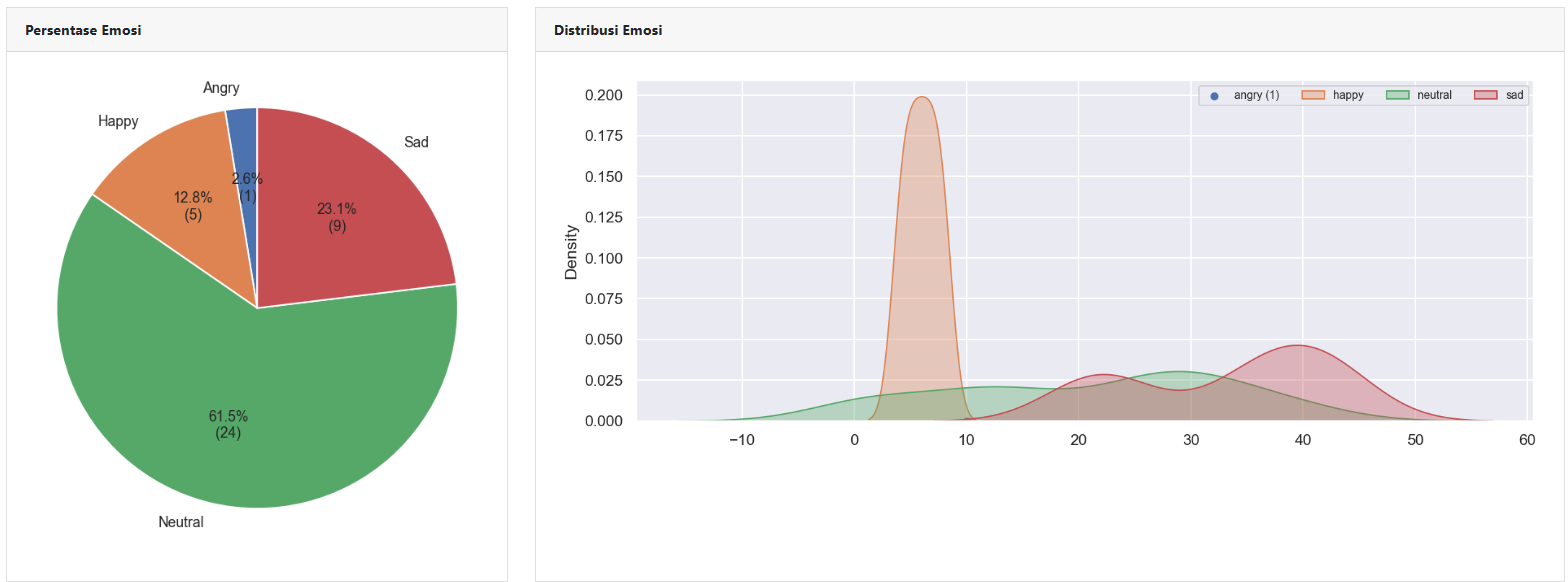 Persentase Emosi
Angry
Happy
Sad
2.6%
(1)
12.8%
(5)
23.1%
(9)
61.5%
(24)
Neutral
Distribusi Emosi
angry (1) happy neutral sad
Density
0.200
0.175
0.150
0.125
0.100
0.075
0.050
0.025
0.000
−10 0 10 20 30 40 50 60